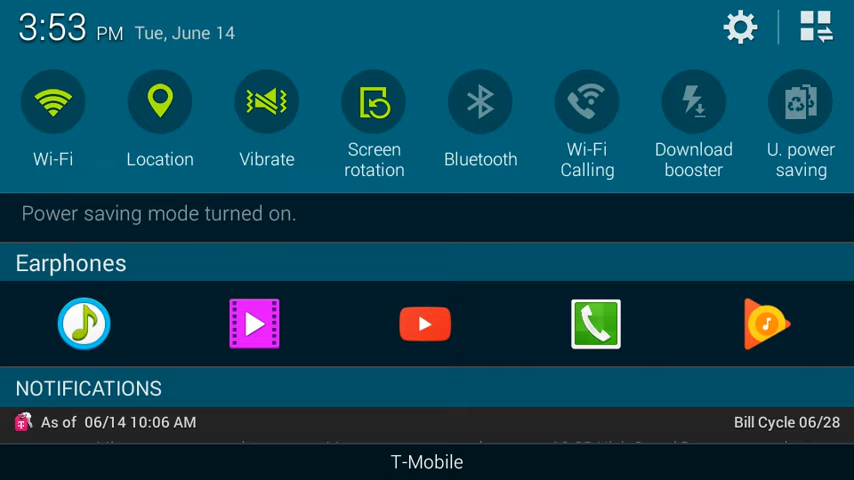 3:53 PM Tue, June 14
Wi-Fi
Location
Vibrate
Screen
rotation
Bluetooth
Wi-Fi
Calling
Download
booster
U. power
saving
Power saving mode turned on.
Earphones
NOTIFICATIONS
As of 06/14 10:06 AM
Bill Cycle 06/28
T-Mobile